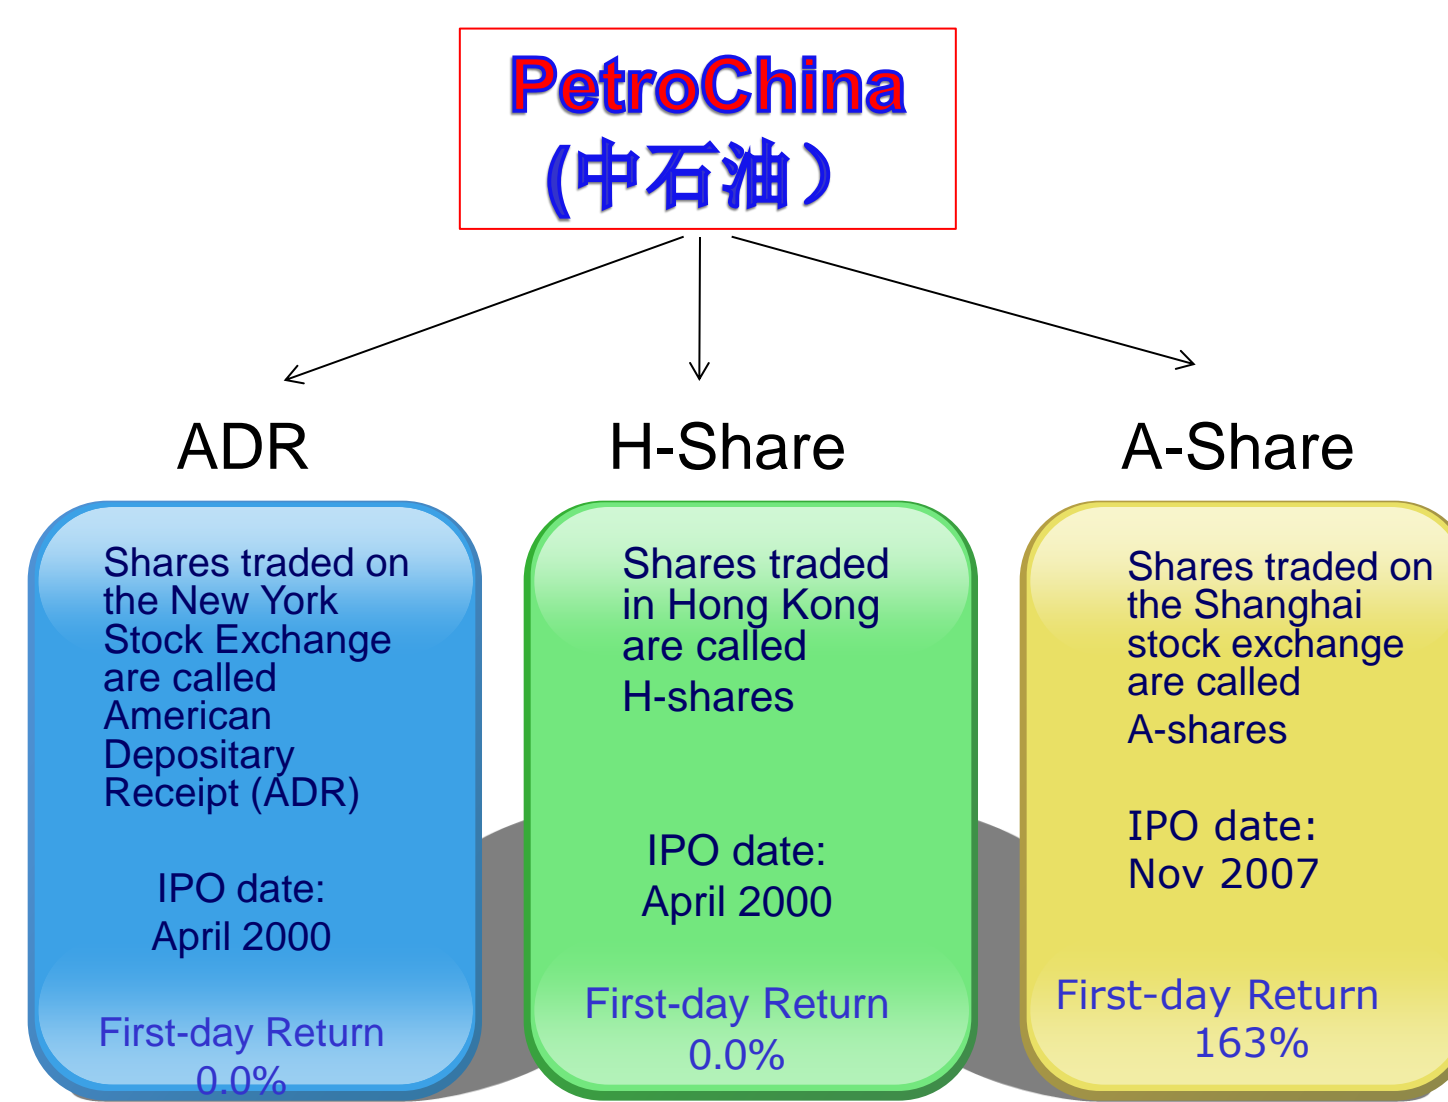 PetroChina
(中石油）
ADR
Shares traded on
the New York
Stock Exchange
are called
American
Depositary
Receipt (ADR)
IPO date:
April 2000
First-day Return
0.0%
H-Share
Shares traded
in Hong Kong
are called
H-shares
IPO date:
April 2000
First-day Return
0.0%
A-Share
Shares traded on
the Shanghai
stock exchange
are called
A-shares
IPO date:
Nov 2007
First-day Return
163%